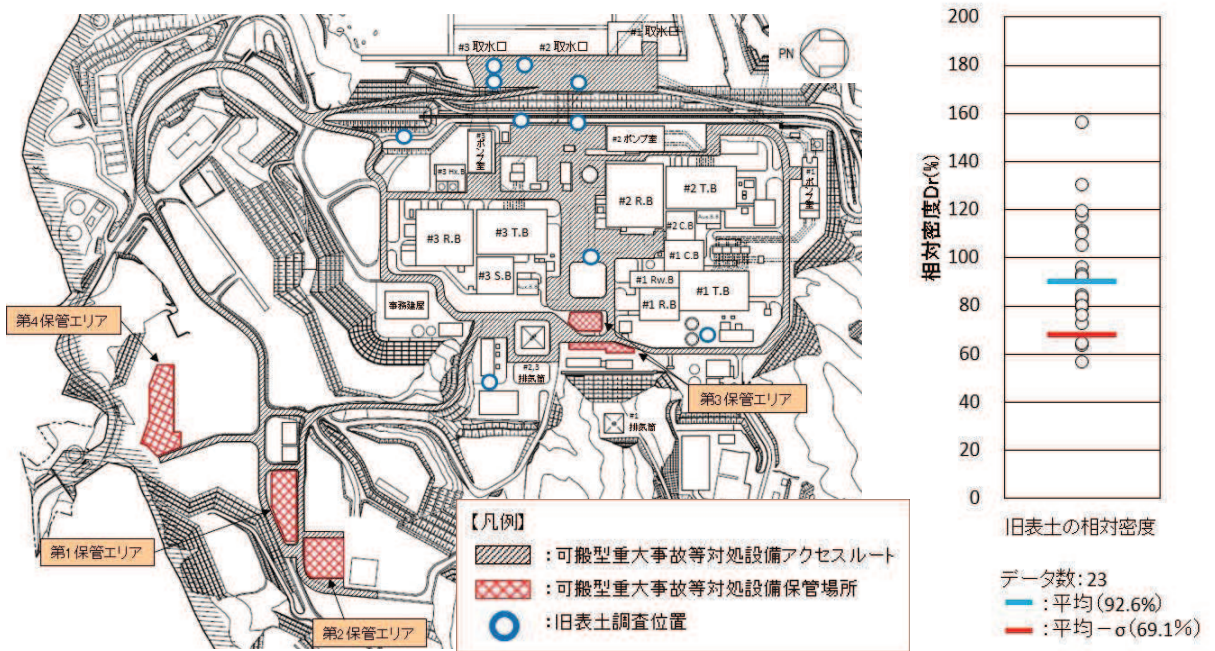 #3 取水口
#2 取水口
#1 取水口
PN
#3 ポンプ室
#2 ポンプ室
#1 ポンプ室
#3 Hx.B
#2 R.B
#2 T.B
#2 C.B
#1 C.B
#3 R.B
#3 T.B
#3 S.B
#1 Rw.B
#1 R.B
#1 T.B
事務建屋
#2,3
排気筒
#1
排気筒
第4保管エリア
第3保管エリア
第1保管エリア
第2保管エリア
【凡例】
：可搬型重大事故等対処設備アクセスルート
：可搬型重大事故等対処設備保管場所
：旧表土調査位置
相対密度Dr(%)
200
180
160
140
120
100
80
60
40
20
0
旧表土の相対密度
データ数：23
：平均(92.6%)
：平均－σ(69.1%)